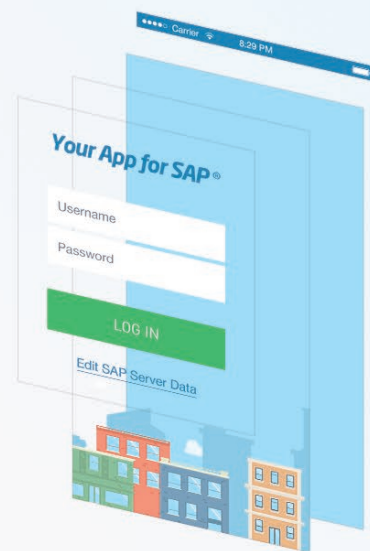 Carrier 8:29 PM
Your App for SAP®
Username
Password
LOG IN
Edit SAP Server Data